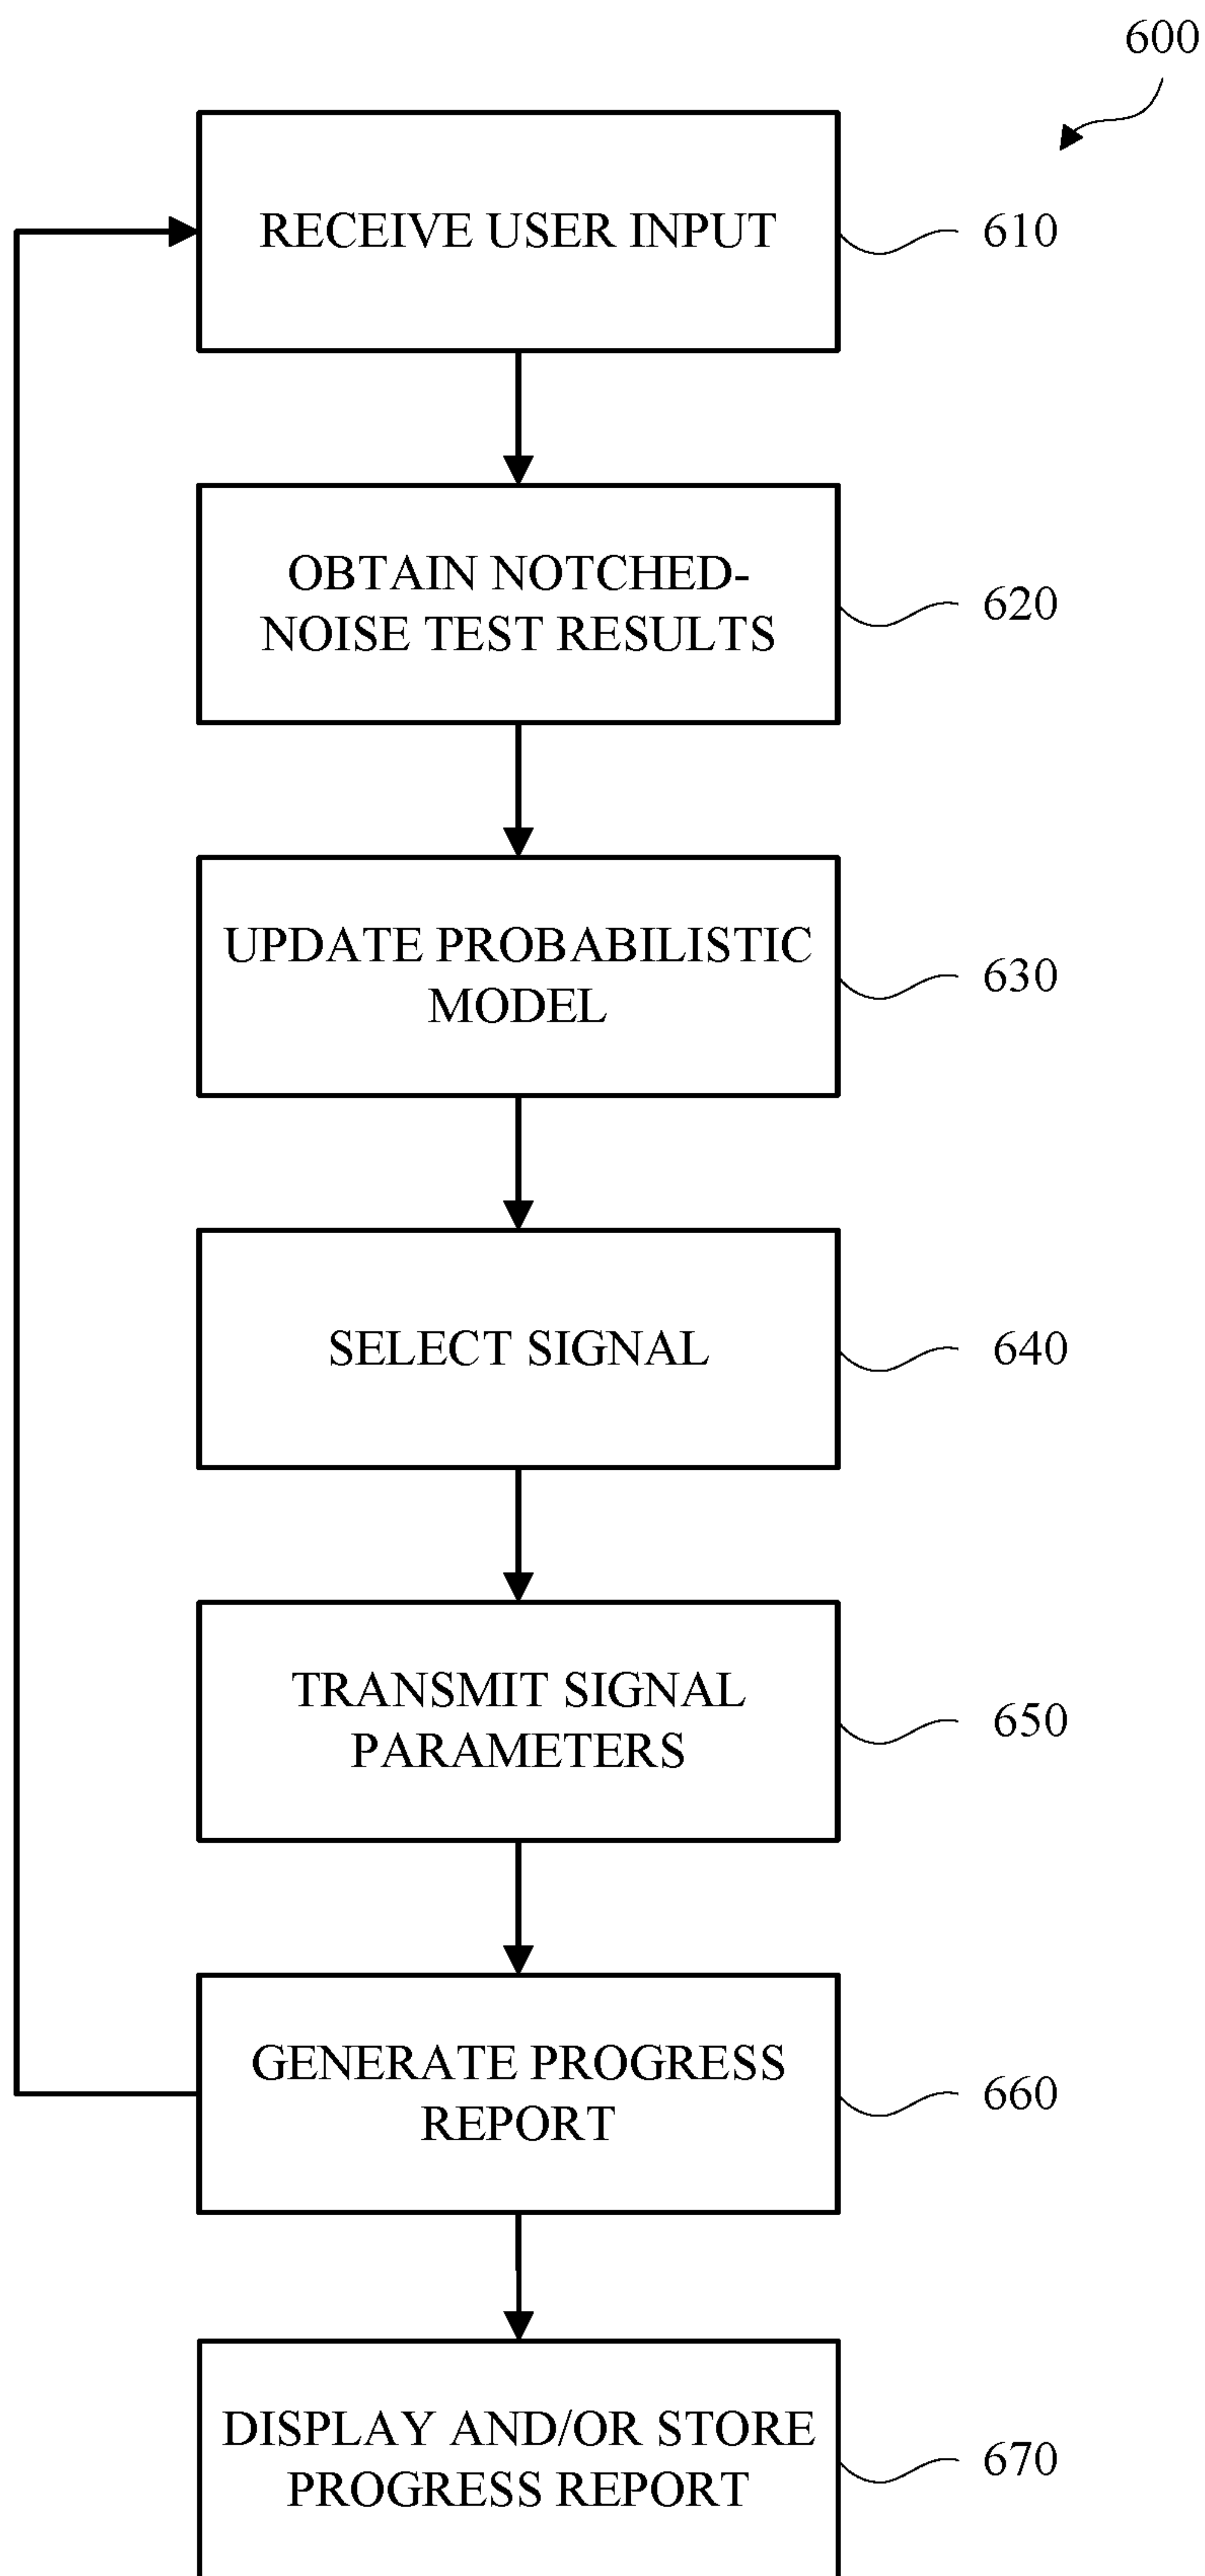 600
RECEIVE USER INPUT
610
OBTAIN NOTCHED-
NOISE TEST RESULTS
620
UPDATE PROBABILISTIC
MODEL
630
SELECT SIGNAL
640
TRANSMIT SIGNAL
PARAMETERS
650
GENERATE PROGRESS
REPORT
660
DISPLAY AND/OR STORE
PROGRESS REPORT
670